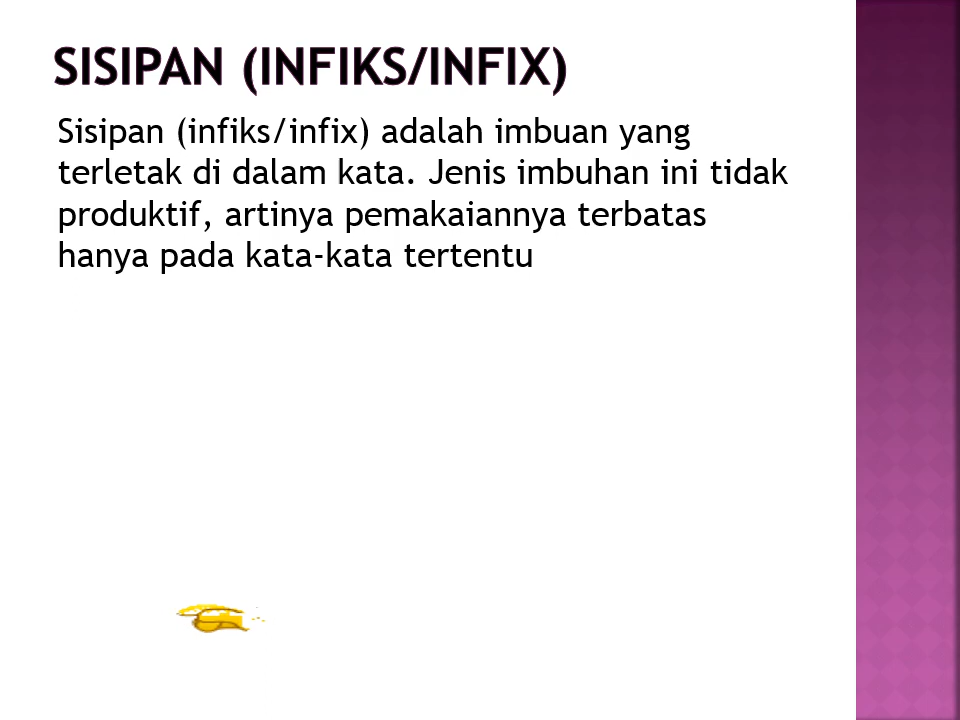 SISIPAN (INFIKS/INFIX)
Sisipan (infiks/infix) adalah imbuan yang
terletak di dalam kata. Jenis imbuhan ini tidak
produktif, artinya pemakaiannya terbatas
hanya pada kata-kata tertentu